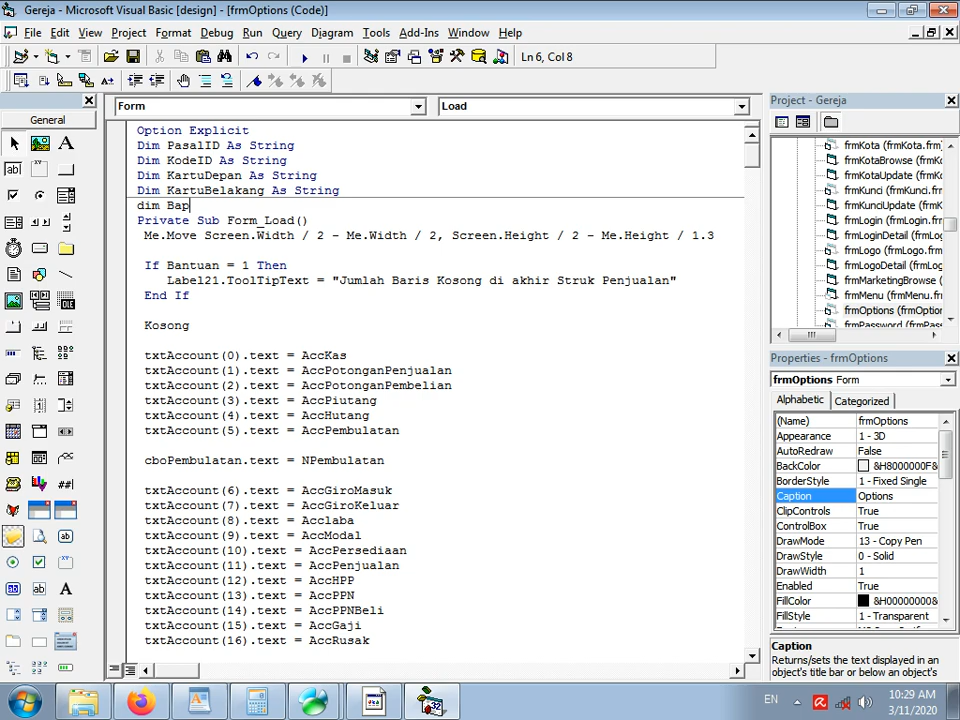 Gereja - Microsoft Visual Basic [design] - [frmOptions (Code)]
File Edit View Project Format Debug Run Query Diagram Tools Add-Ins Window Help
Ln 6, Col 8
General
Form Load
Option Explicit
Dim PasalID As String
Dim KodeID As String
Dim KartuDepan As String
Dim KartuBelakang As String
dim Bap
Private Sub Form_Load()
Me.Move Screen.Width / 2 - Me.Width / 2, Screen.Height / 2 - Me.Height / 1.3
If Bantuan = 1 Then
Label21.ToolTipText = "Jumlah Baris Kosong di akhir Struk Penjualan"
End If
Kosong
txtAccount(0).text = AccKas
txtAccount(1).text = AccPotonganPenjualan
txtAccount(2).text = AccPotonganPembelian
txtAccount(3).text = AccPiutang
txtAccount(4).text = AccHutang
txtAccount(5).text = AccPembulatan
cboPembulatan.text = NPembulatan
txtAccount(6).text = AccGiroMasuk
txtAccount(7).text = AccGiroKeluar
txtAccount(8).text = Acclaba
txtAccount(9).text = AccModal
txtAccount(10).text = AccPersediaan
txtAccount(11).text = AccPenjualan
txtAccount(12).text = AccHPP
txtAccount(13).text = AccPPN
txtAccount(14).text = AccPPNBeli
txtAccount(15).text = AccGaji
txtAccount(16).text = AccRusak
Project - Gereja
frmKota (frmKota.frm)
frmKotaBrowse (frmKo
frmKotaUpdate (frmKo
frmKunci (frmKunci.frm
frmKunciUpdate (frmKu
frmLogin (frmLogin.frm
frmLoginDetail (frmLog
frmLogo (frmLogo.frm)
frmLogoDetail (frmLog
frmMarketingBrowse (f
frmMenu (frmMenu.frm
frmOptions (frmOption
frmPassword (frmPass
Properties - frmOptions
frmOptions Form
Alphabetic Categorized
(Name) frmOptions
Appearance 1 - 3D
AutoRedraw False
BackColor &H8000000F&
BorderStyle 1 - Fixed Single
Caption Options
ClipControls True
ControlBox True
DrawMode 13 - Copy Pen
DrawStyle 0 - Solid
DrawWidth 1
Enabled True
FillColor &H00000000&
FillStyle 1 - Transparent
Caption
Returns/sets the text displayed in an
object's title bar or below an object's
EN
10:29 AM
3/11/2020